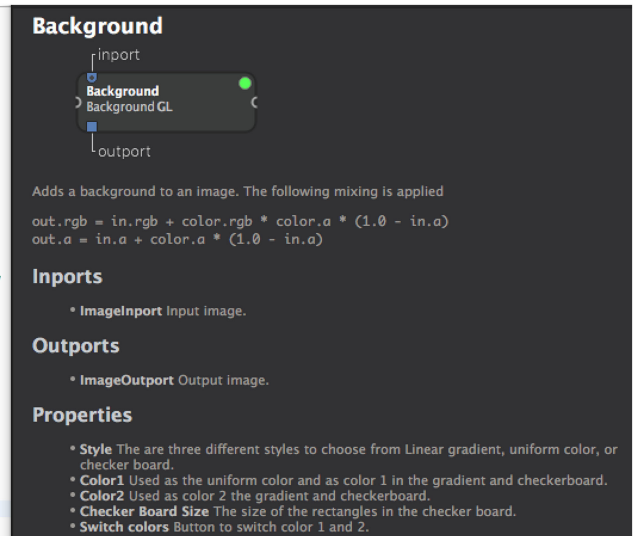 Background
inport
Background
Background GL
outport
Adds a background to an image. The following mixing is applied
out.rgb = in.rgb + color.rgb * color.a * (1.0 - in.a)
out.a = in.a + color.a * (1.0 - in.a)
Inports
• ImageInport Input image.
Outports
• ImageOutport Output image.
Properties
• Style The are three different styles to choose from Linear gradient, uniform color, or
checker board.
• Color1 Used as the uniform color and as color 1 in the gradient and checkerboard.
• Color2 Used as color 2 the gradient and checkerboard.
• Checker Board Size The size of the rectangles in the checker board.
• Switch colors Button to switch color 1 and 2.